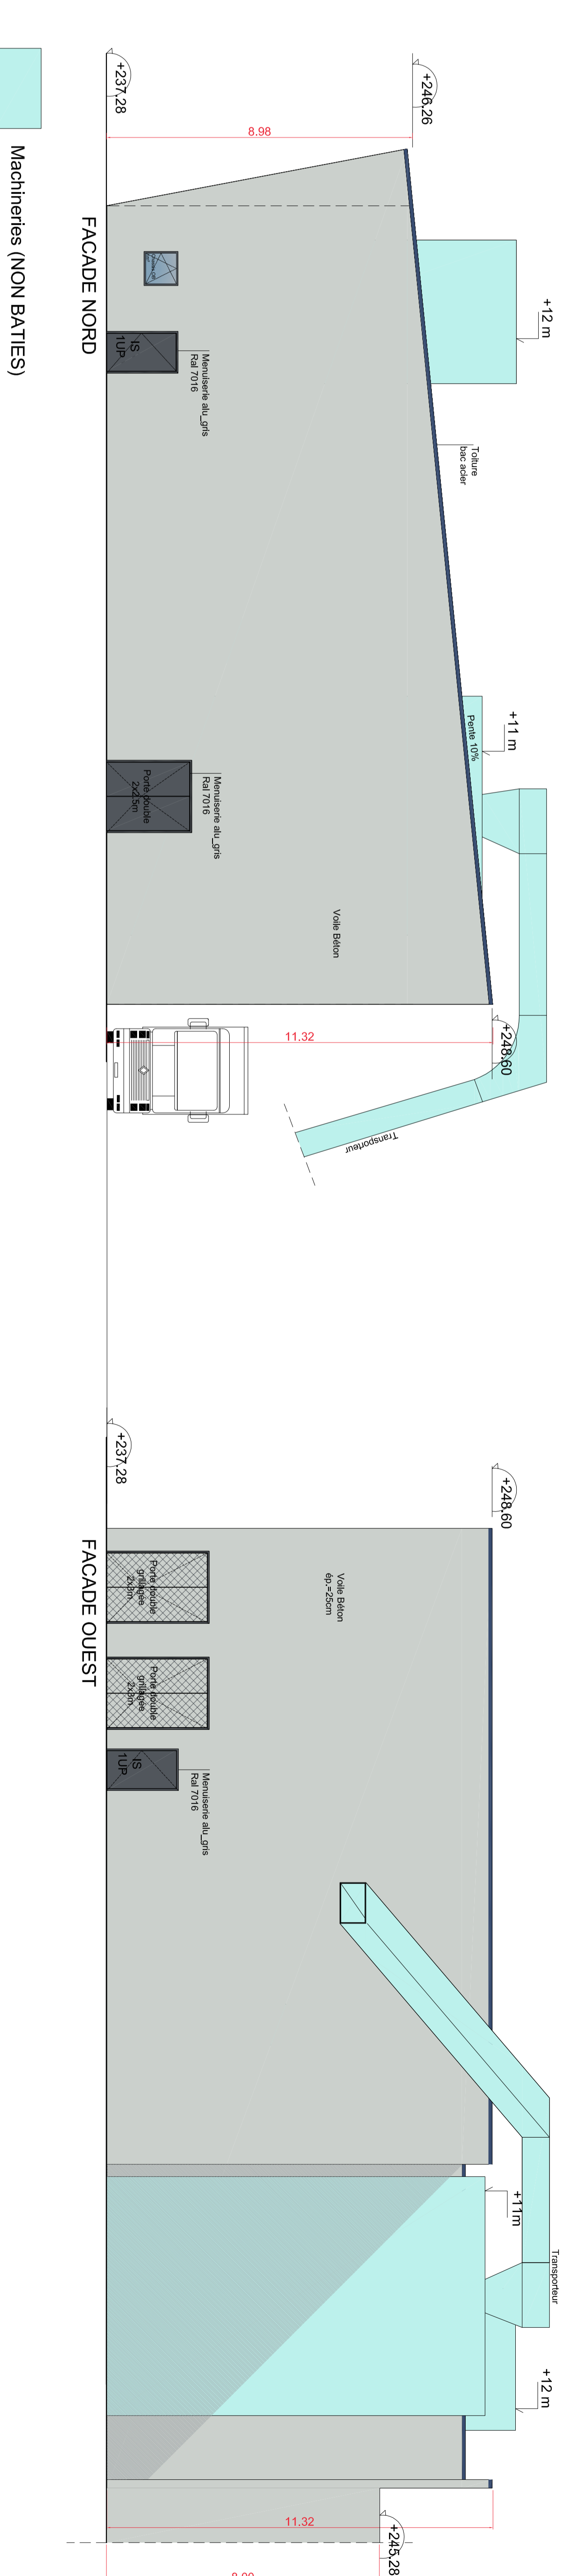 Machineries (NON BATIES)
+237.28
8.98
+246.26
FACADE NORD
IS
1UP
Menuiserie alu_gris
Ral 7016
+12 m
Toiture
bac acier
+11 m
Pente 10%
Porte double
2x2.5m
Menuiserie alu_gris
Ral 7016
Voile Béton
11.32
+248.60
Transporteur
+237.28
+248.60
FACADE OUEST
Porte double
grillagée
2x3m
Porte double
grillagée
2x3m
Voile Béton
ép.=25cm
IS
1UP
Menuiserie alu_gris
Ral 7016
+11m
Transporteur
+12 m
11.32
+245.28